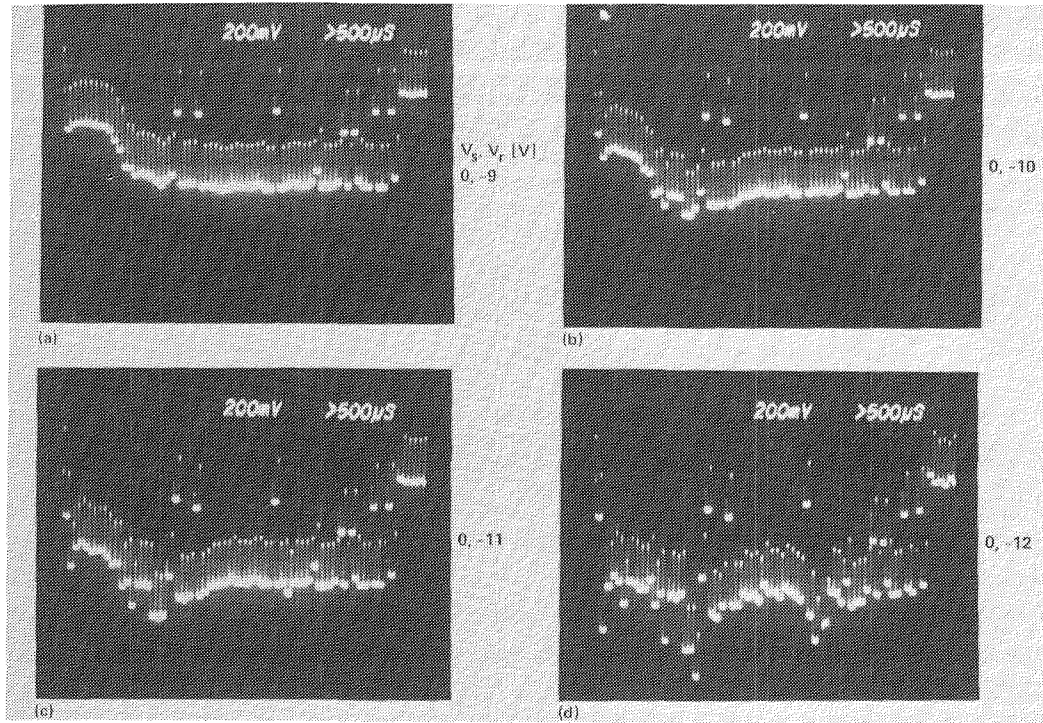 200mV >500µS
V_s, V_r [V]
0, -9
(a)
200mV >500µS
0, -10
(b)
200mV >500µS
0, -11
(c)
200mV >500µS
0, -12
(d)